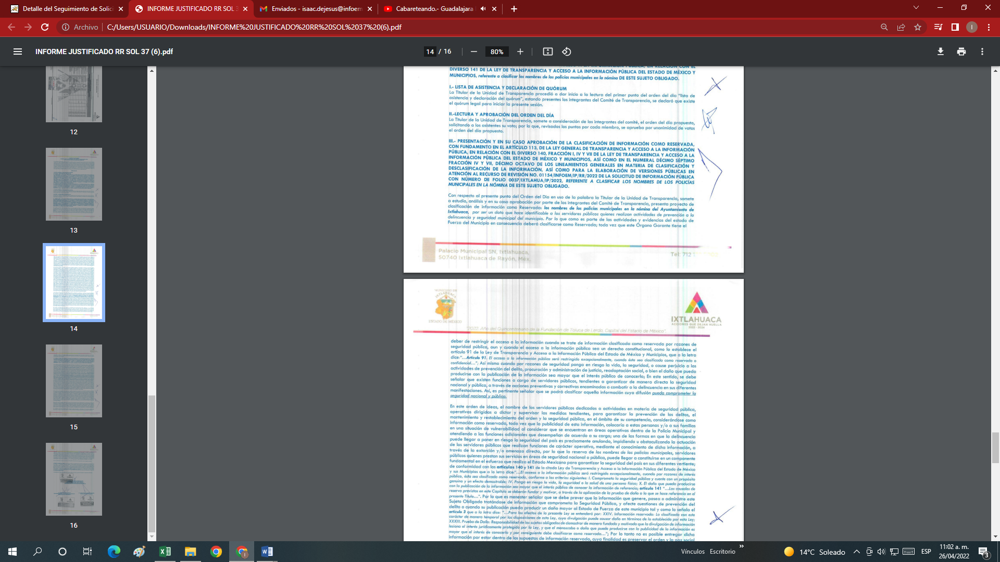 Detalle del Seguimiento de Solici
INFORME JUSTIFICADO RR SOL 3
Enviados - isaac.dejesus@infoem
Cabareteando.- Guadalajara
Archivo
C:/Users/USUARIO/Downloads/INFORME%20JUSTIFICADO%20RR%20SOL%2037%20(6).pdf
INFORME JUSTIFICADO RR SOL 37 (6).pdf
14 / 16
80%
12
13
14
15
16
DIVERSO 141 DE LA LEY DE TRANSPARENCIA Y ACCESO A LA INFORMACIÓN PÚBLICA DEL ESTADO DE MÉXICO Y
MUNICIPIOS, referente a clasificar los nombres de los policías municipales en la nómina DE ESTE SUJETO OBLIGADO.
I.- LISTA DE ASISTENCIA Y DECLARACIÓN DE QUÓRUM
La Titular de la Unidad de Transparencia procedió a dar inicio a la lectura del primer punto del orden del día "lista de
asistencia y declaración del quórum", estando presentes los integrantes del Comité de Transparencia, se declaró que existe
el quórum legal para iniciar la presente sesión.
II.-LECTURA Y APROBACIÓN DEL ORDEN DEL DÍA
La Titular de la Unidad de Transparencia, somete a consideración de los integrantes del comité, el orden del día propuesto,
solicitando a los asistentes su voto; por lo que, revisados los puntos por cada miembro, se aprueba por unanimidad de votos
el orden del día propuesto.
III.- PRESENTACIÓN Y EN SU CASO APROBACIÓN DE LA CLASIFICACIÓN DE INFORMACIÓN COMO RESERVADA,
CON FUNDAMENTO EN EL ARTÍCULO 113, DE LA LEY GENERAL DE TRANSPARENCIA Y ACCESO A LA INFORMACIÓN
PÚBLICA, EN RELACIÓN CON EL DIVERSO 140, FRACCIÓN I, IV Y VII DE LA LEY DE TRANSPARENCIA Y ACCESO A LA
INFORMACIÓN PÚBLICA DEL ESTADO DE MÉXICO Y MUNICIPIOS, ASÍ COMO EN EL NUMERAL DÉCIMO SÉPTIMO
FRACCIÓN IV Y VII, DÉCIMO OCTAVO DE LOS LINEAMIENTOS GENERALES EN MATERIA DE CLASIFICACIÓN Y
DESCLASIFICACIÓN DE LA INFORMACIÓN, ASÍ COMO PARA LA ELABORACIÓN DE VERSIONES PÚBLICAS EN
ATENCIÓN AL RECURSO DE REVISIÓN NO. 01154/INFOEM/IP/RR/2022 DE LA SOLICITUD DE INFORMACIÓN PÚBLICA
CON NÚMERO DE FOLIO 0037/IXTLAHUA/IP/2022, REFERENTE A CLASIFICAR LOS NOMBRES DE LOS POLICÍAS
MUNICIPALES EN LA NÓMINA DE ESTE SUJETO OBLIGADO.
Con respecto al presente punto del Orden del Día en uso de la palabra la Titular de la Unidad de Transparencia, somete
a estudio, análisis y en su caso aprobación por parte de los integrantes del Comité de Transparencia, presenta proyecto de
clasificación de información como Reservada: los nombres de los policías municipales en la nómina del Ayuntamiento de
Ixtlahuaca, por ser un dato que hace identificable a los servidores públicos quienes realizan actividades de prevención a la
delincuencia y seguridad municipal del municipio. Por lo que como es parte de las actividades y evidencias del estado de
Fuerza del Municipio en consecuencia deberá clasificarse como Reservada; toda vez que este Órgano Garante tiene el
Palacio Municipal SN, Ixtlahuaca,
50740 Ixtlahuaca de Rayón, Méx.
Tel: 712
IXTLAHUACA
ESTADO DE MÉXICO
IXTLAHUACA
ACCIONES QUE DEJAN HUELLA
2022 - 2024
"2022. Año del Quincentenario de la Fundación de Toluca de Lerdo, Capital del Estado de México".
deber de restringir el acceso a la información cuando se trate de información clasificada como reservada por razones de
seguridad pública, aun y cuando el acceso a la información pública sea un derecho constitucional, como lo establece el
artículo 91 de la Ley de Transparencia y Acceso a la Información Pública del Estado de México y Municipios, que a la letra
dice:"...Artículo 91. El acceso a la información pública será restringido excepcionalmente, cuando ésta sea clasificada como reservada o
confidencial..."; Así mismo cuando por razones de seguridad ponga en riesgo la vida, la seguridad, o cause perjuicio a las
actividades de prevención del delito, procuración y administración de justicia, readaptación social, o bien el daño que pueda
producirse con la publicación de la información sea mayor que el interés público de conocerla; En este sentido, se debe
señalar que existen funciones a cargo de servidores públicos, tendientes a garantizar de manera directa la seguridad
nacional y pública, a través de acciones preventivas y correctivas encaminadas a combatir a la delincuencia en sus diferentes
manifestaciones. Así, es pertinente señalar que se podrá clasificar aquella información cuya difusión pueda comprometer la
seguridad nacional y pública.
En este orden de ideas, el nombre de los servidores públicos dedicados a actividades en materia de seguridad pública,
operativos dirigidas a dictar y supervisar las medidas tendientes, para garantizar la prevención de los delitos, el
mantenimiento y restablecimiento del orden y la seguridad pública, en el ámbito de su competencia, considerándose como
información como reservada, toda vez que la publicidad de esta información, colocaría a estas personas y/o a sus familias
en una situación de vulnerabilidad al considerar que se encuentran en áreas operativas dentro de la Policía Municipal y
atendiendo a las funciones adicionales que desempeñan de acuerdo a su cargo; una de las formas en que la delincuencia
puede llegar a poner en riesgo la seguridad del país es precisamente anulando, impidiendo u obstaculizando la actuación
de los servidores públicos que realizan funciones de carácter operativo, mediante el conocimiento de dicha información, a
través de la extorción y/o amenaza directa, por lo que la reserva de los nombres de los policías municipales, servidores
públicos quienes prestan sus servicios en áreas de seguridad nacional o pública, puede llegar a constituirse en un componente
fundamental en el esfuerzo que realiza el Estado Mexicano para garantizar la seguridad del país en sus diferentes vertiente;
de conformidad con los artículos 140 y 141 de la citada Ley de Transparencia y Acceso a la Información Pública del Estado de México
y sus Municipios que a la letra dice:"...El acceso a la información pública será restringido excepcionalmente, cuando por razones de interés
público, ésta sea clasificada como reservada, conforme a los criterios siguientes: I. Comprometa la seguridad pública y cuente con un propósito
genuino y un efecto demostrable; IV. Ponga en riesgo la vida, la seguridad o la salud de una persona física; X. El daño que pueda producirse
con la publicación de la información sea mayor que el interés público de conocer la información de referencia; artículo 141 "...Las causales de
reserva previstas en este Capítulo se deberán fundar y motivar, a través de la aplicación de la prueba de daño a la que se hace referencia en el
presente Título...". Por lo que es menester señalar que se debe prever que la información que genere, posea o administre este
Sujeto Obligado tratándose de información que comprometa la Seguridad Pública, y afecte cuestiones de prevención del
delito o cuando su publicación pueda producir un daño mayor al Estado de Fuerza de este municipio tal y como lo señala el
artículo 3 que a la letra dice: "...Para los efectos de la presente Ley se entenderá por: XXIV. Información reservada: La clasificada con este
carácter de manera temporal por las disposiciones de esta Ley, cuya divulgación puede causar daño en términos de lo establecido por esta Ley;
XXXIII. Prueba de Daño: Responsabilidad de los sujetos obligados de demostrar de manera fundada y motivada que la divulgación de información
lesiona el interés jurídicamente protegido por la Ley, y que el menoscabo o daño que puede producirse con la publicidad de la información es
mayor que el interés de conocerla y por consiguiente debe clasificarse como reservada..."; Por lo tanto no es posible entregar dicha
información por estar dentro de los supuestos de información reservada, cuya finalidad es preservar el orden y la paz social
Vínculos
Escritorio
14°C Soleado
ESP
11:02 a. m.
26/04/2022
3